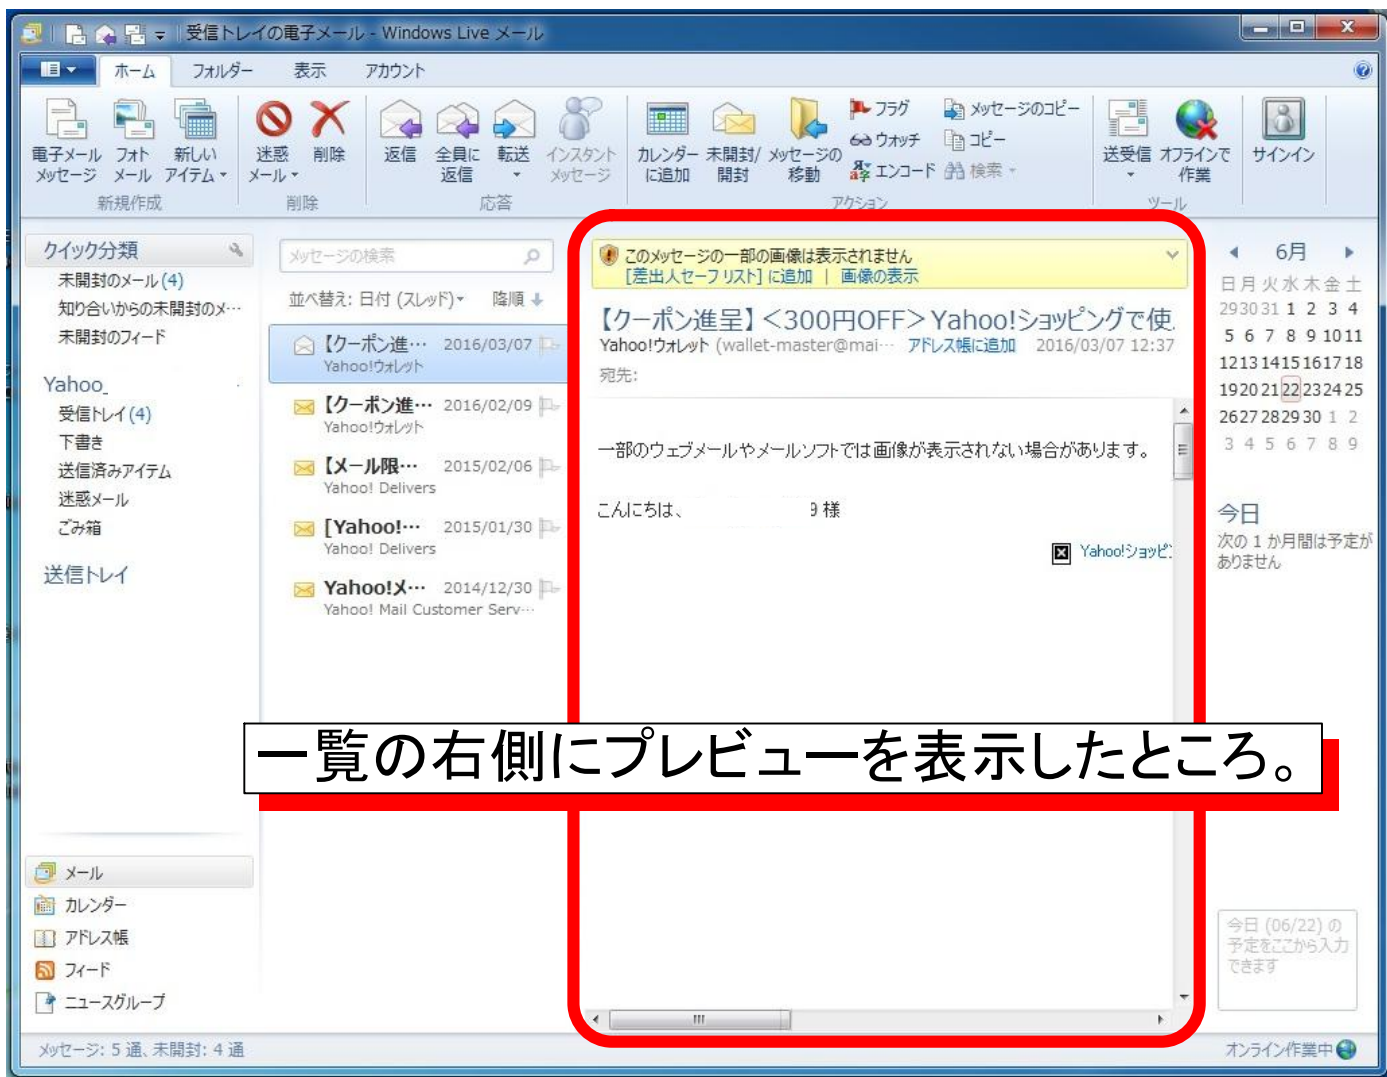 受信トレイの電子メール - Windows Live メール
ホーム フォルダー 表示 アカウント
電子メール メッセージ
フォト メール
新しい アイテム
迷惑 メール
削除
返信
全員に 返信
転送
インスタント メッセージ
カレンダー に追加
未開封/ 開封
メッセージの 移動
フラグ
ウォッチ
エンコード
メッセージのコピー
コピー
検索
送受信
オフラインで 作業
サインイン
新規作成 削除 応答 アクション ツール
クイック分類
未開封のメール (4)
知り合いからの未開封のメ…
未開封のフィード
Yahoo_
受信トレイ (4)
下書き
送信済みアイテム
迷惑メール
ごみ箱
送信トレイ
メール
カレンダー
アドレス帳
フィード
ニュースグループ
メッセージの検索
並べ替え: 日付 (スレッド) 降順
【クーポン進… 2016/03/07
Yahoo!ウォレット
【クーポン進… 2016/02/09
Yahoo!ウォレット
【メール限… 2015/02/06
Yahoo! Delivers
[Yahoo!… 2015/01/30
Yahoo! Delivers
Yahoo!メ… 2014/12/30
Yahoo! Mail Customer Serv…
このメッセージの一部の画像は表示されません
[差出人セーフ リスト] に追加 | 画像の表示
【クーポン進呈】<300円OFF> Yahoo!ショッピングで使
Yahoo!ウォレット (wallet-master@mai… アドレス帳に追加 2016/03/07 12:37
宛先:
一部のウェブメールやメールソフトでは画像が表示されない場合があります。
こんにちは、 9 様
Yahoo!ショッピ
一覧の右側にプレビューを表示したところ。
6月
日 月 火 水 木 金 土
29 30 31 1 2 3 4
5 6 7 8 9 10 11
12 13 14 15 16 17 18
19 20 21 22 23 24 25
26 27 28 29 30 1 2
3 4 5 6 7 8 9
今日
次の 1 か月間は予定が
ありません
今日 (06/22) の
予定をここから入力
できます
メッセージ: 5 通、未開封: 4 通
オンライン作業中